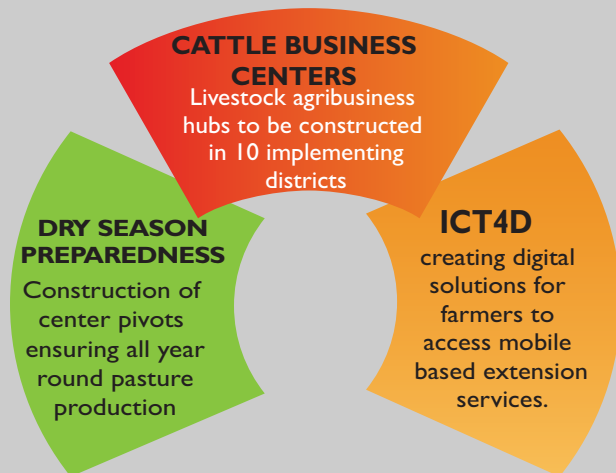 CATTLE BUSINESS
CENTERS
Livestock agribusiness
hubs to be constructed
in 10 implementing
districts
DRY SEASON
PREPAREDNESS
Construction of
center pivots
ensuring all year
round pasture
production
ICT4D
creating digital
solutions for
farmers to
access mobile
based extension
services.